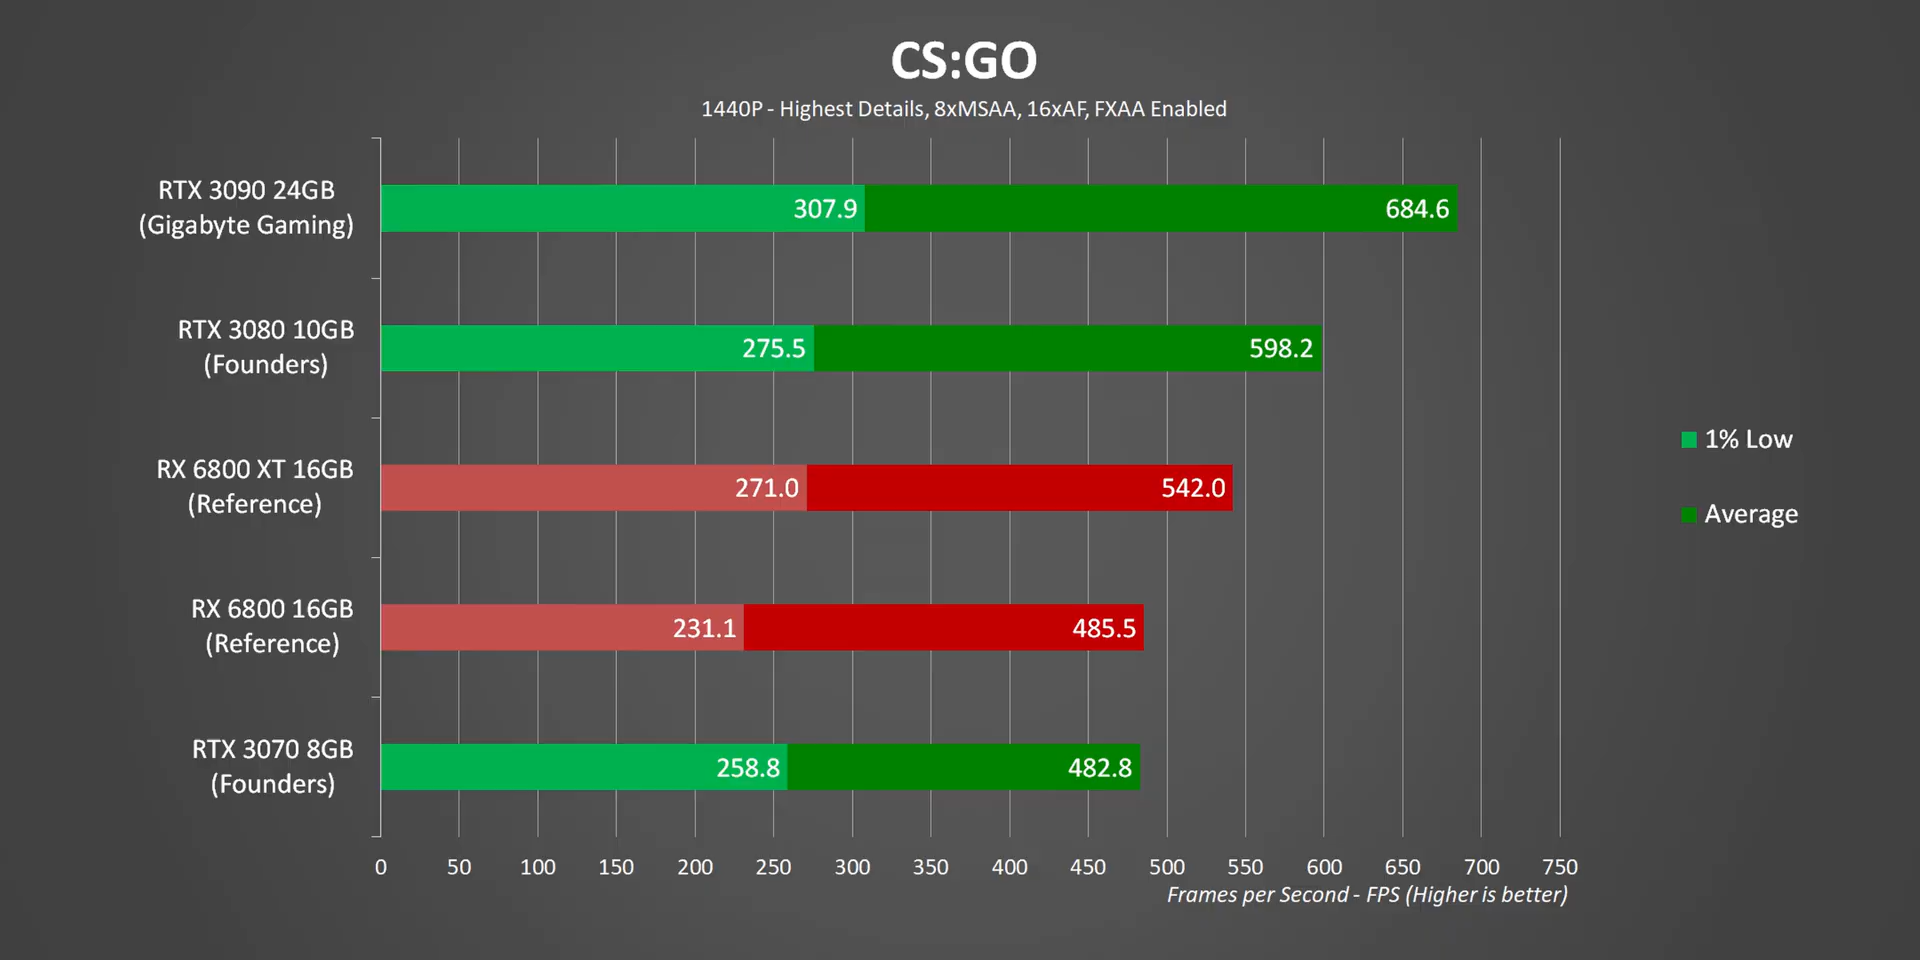 CS:GO
1440P - Highest Details, 8xMSAA, 16xAF, FXAA Enabled
RTX 3090 24GB
(Gigabyte Gaming)
307.9
684.6
RTX 3080 10GB
(Founders)
275.5
598.2
RX 6800 XT 16GB
(Reference)
271.0
542.0
RX 6800 16GB
(Reference)
231.1
485.5
RTX 3070 8GB
(Founders)
258.8
482.8
1% Low
Average
0 50 100 150 200 250 300 350 400 450 500 550 600 650 700 750
Frames per Second - FPS (Higher is better)